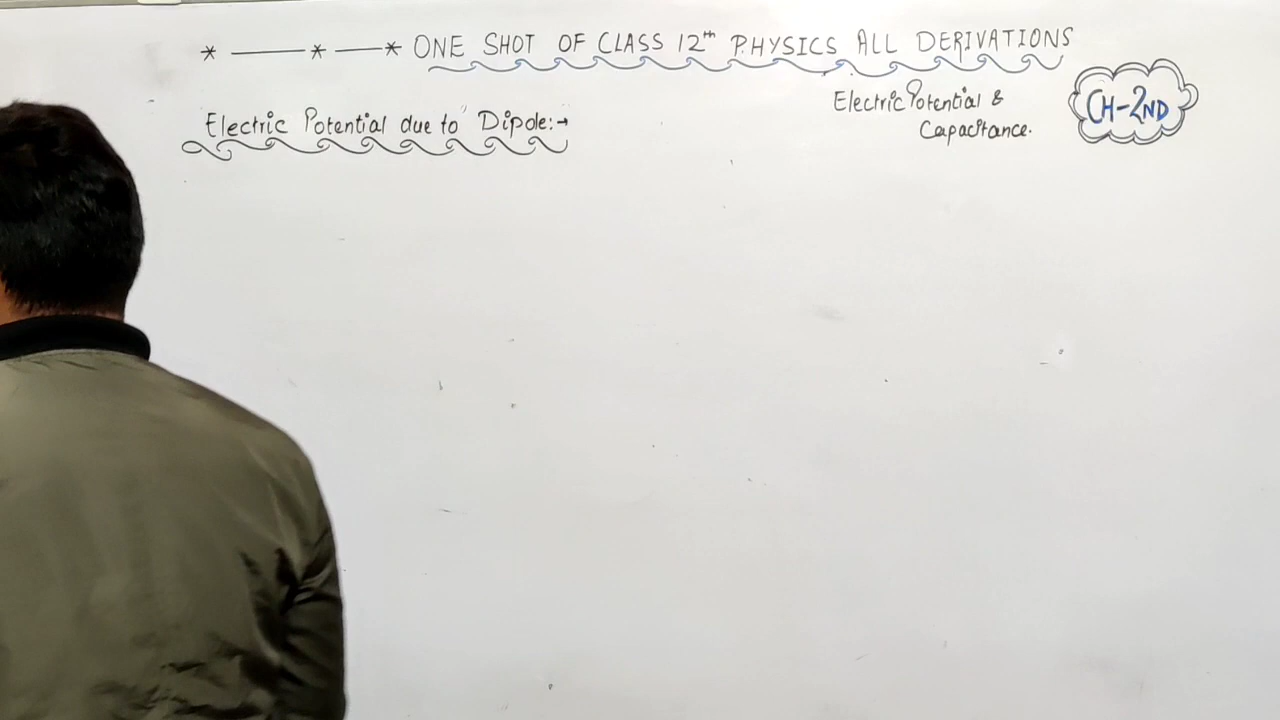 * —— * — * ONE SHOT OF CLASS 12th PHYSICS ALL DERIVATIONS
Electric Potential &
Capacitance.
CH-2ND
Electric Potential due to Dipole:→